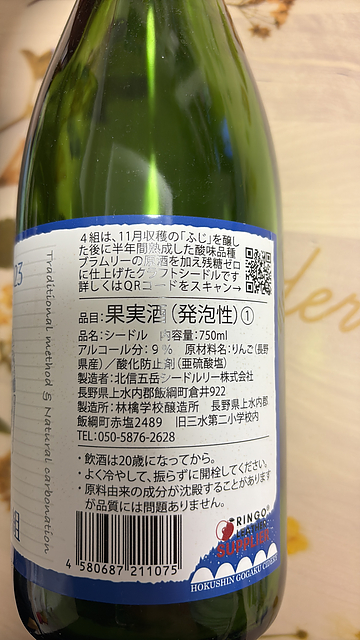 4組は、11月収穫の「ふじ」を醸し
た後に半年間熟成した酸味品種
ブラムリーの原酒を加え残糖ゼロ
に仕上げたクラフトシードルです
詳しくはQRコードをスキャン→
品目:果実酒(発泡性)①
品名:シードル 内容量:750ml
アルコール分:9% 原材料名:りんご(長野
県産)/酸化防止剤(亜硫酸塩)
製造者:北信五岳シードルリー株式会社
長野県上水内郡飯綱町倉井922
製造所:林檎学校醸造所 長野県上水内郡
飯綱町赤塩2489 旧三水第二小学校内
TEL:050-5876-2628
・飲酒は20歳になってから。
・よく冷やして、振らずに開栓してください。
・原料由来の成分が沈殿することがあります
が品質には問題ありません。
4 580687 211075
RINGO
SUPPORT
HOKUSHIN GOGAKU CIDERY
Traditional method & Natural carbonation
23
der